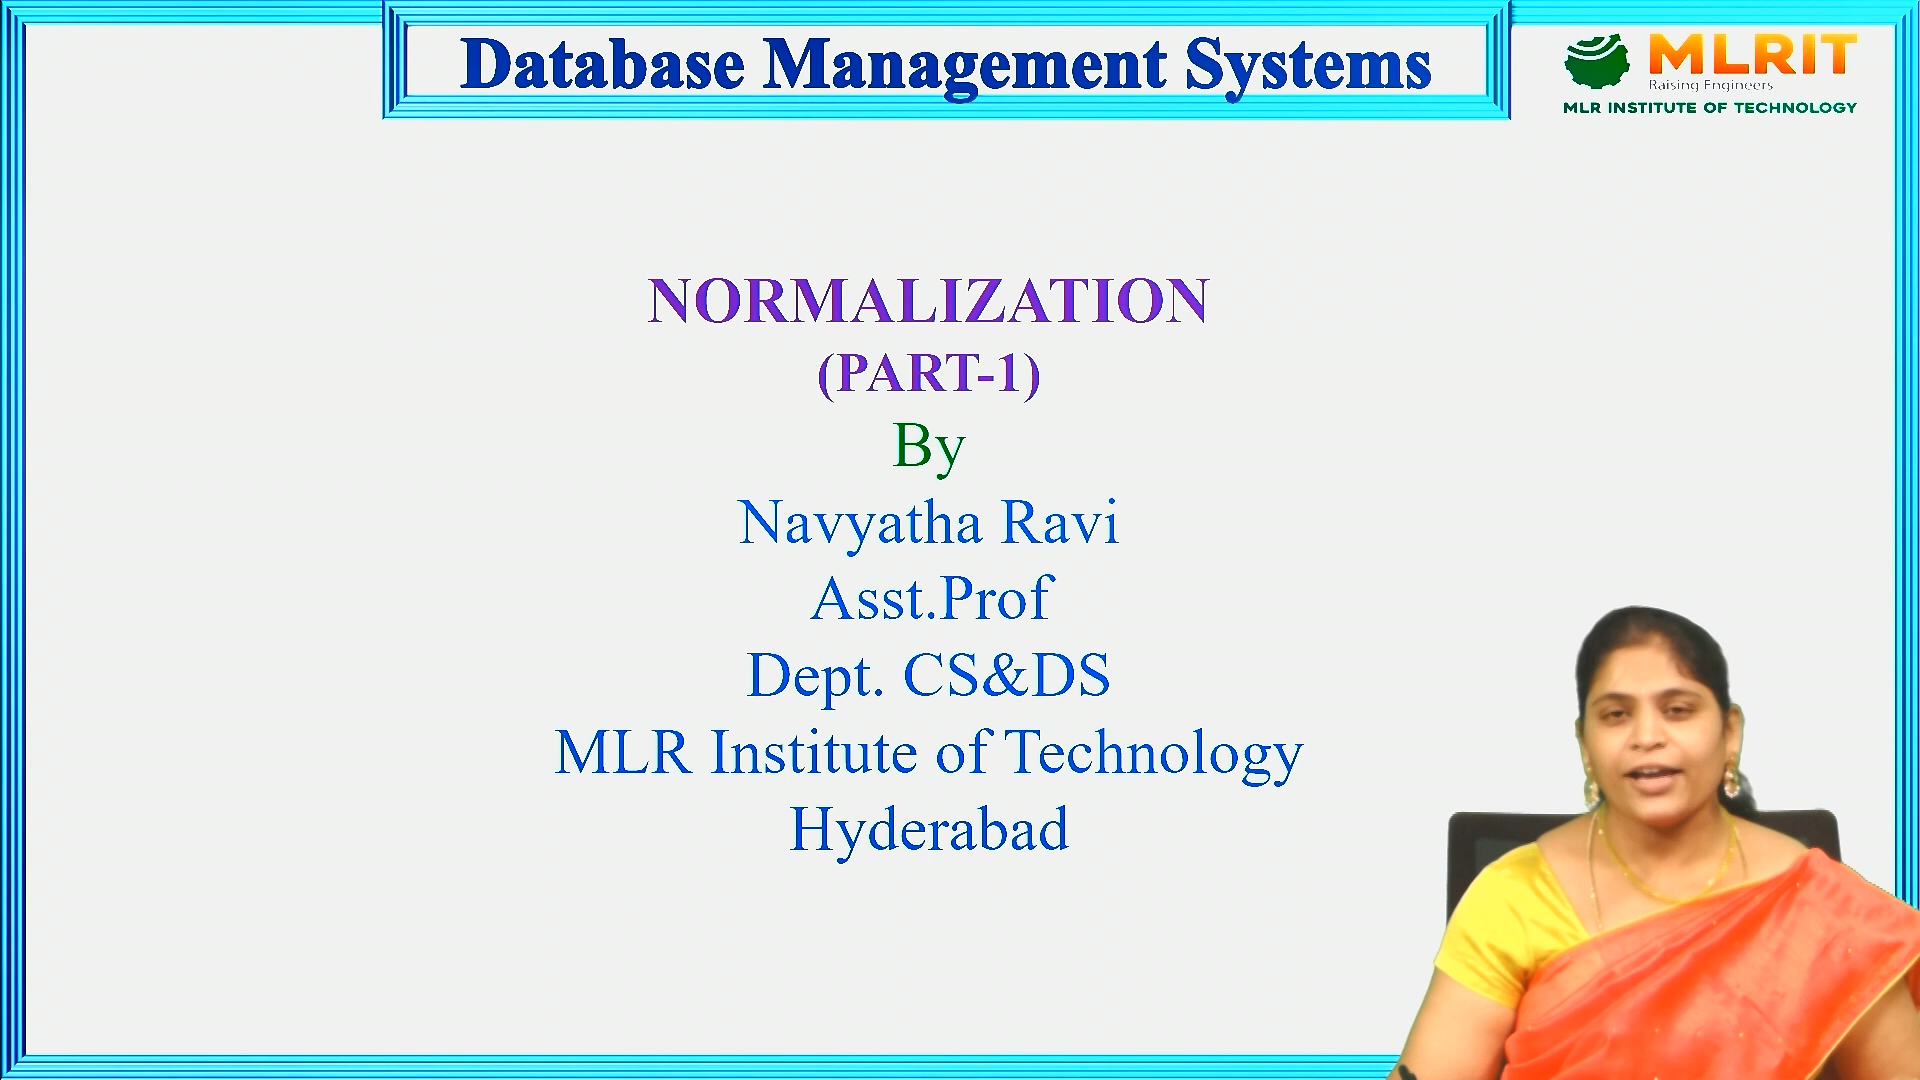 Database Management Systems
MLRIT
Raising Engineers
MLR INSTITUTE OF TECHNOLOGY
NORMALIZATION
(PART-1)
By
Navyatha Ravi
Asst.Prof
Dept. CS&DS
MLR Institute of Technology
Hyderabad